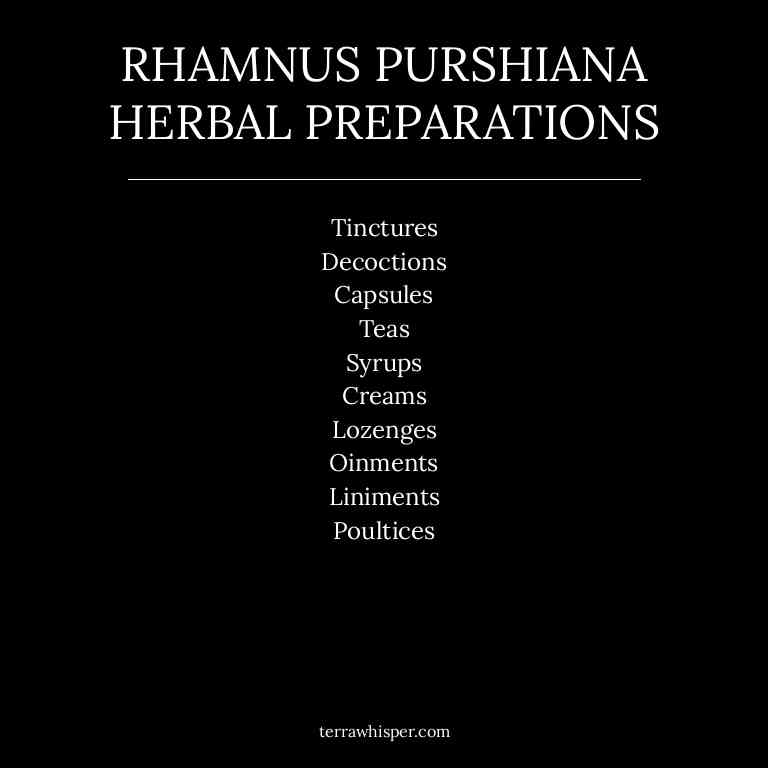 RHAMNUS PURSHIANA
HERBAL PREPARATIONS
Tinctures
Decoctions
Capsules
Teas
Syrups
Creams
Lozenges
Oinments
Liniments
Poultices
terrawhisper.com